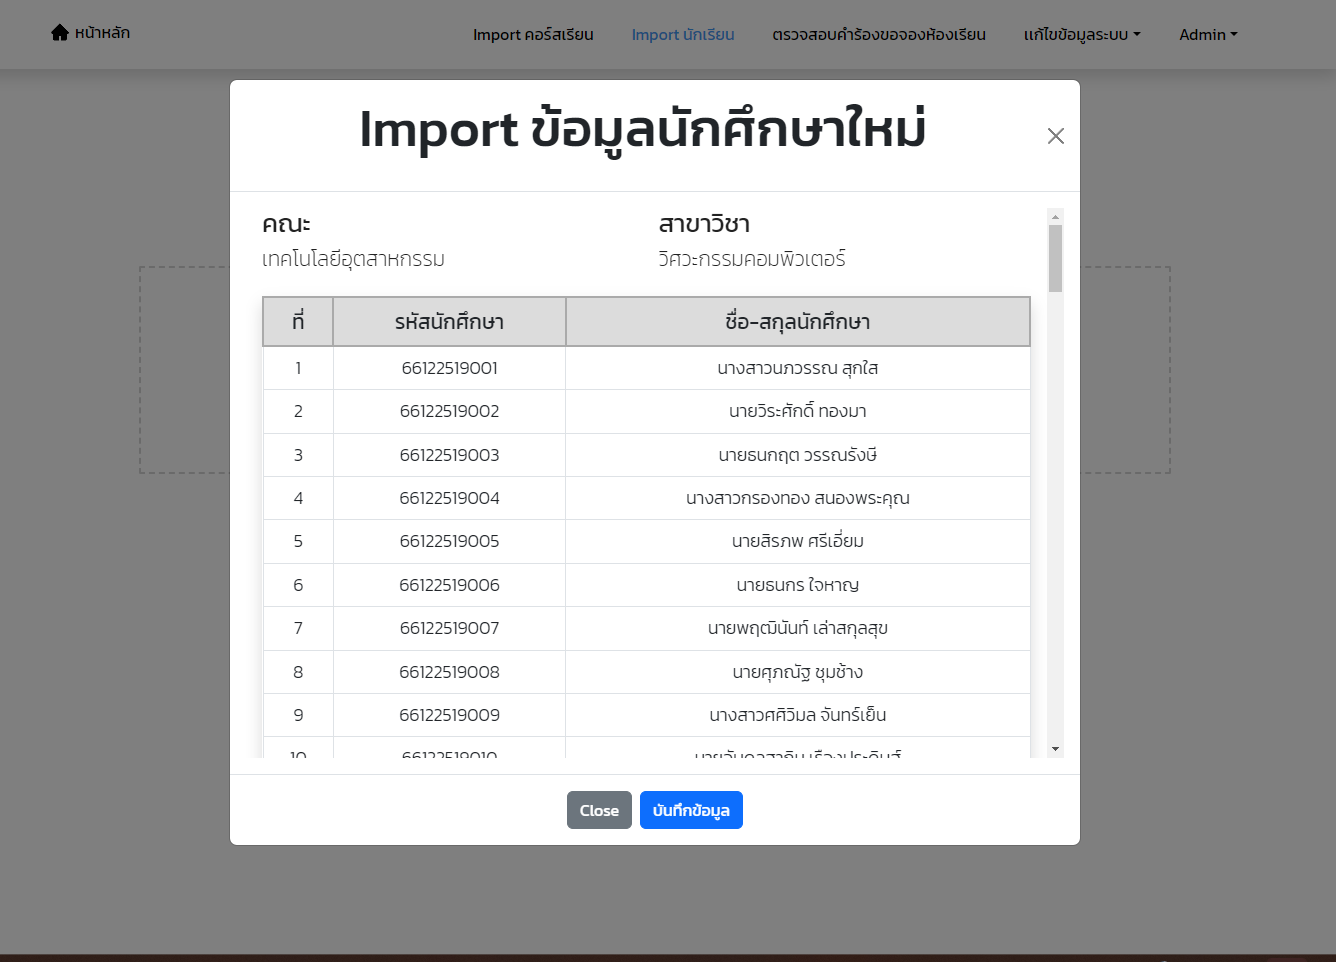 หน้าหลัก Import คอร์สเรียน Import นักเรียน ตรวจสอบคำร้องขอจองห้องเรียน แก้ไขข้อมูลระบบ Admin
Import ข้อมูลนักศึกษาใหม่
คณะ สาขาวิชา
เทคโนโลยีอุตสาหกรรม วิศวะกรรมคอมพิวเตอร์
ที่ รหัสนักศึกษา ชื่อ-สกุลนักศึกษา
1 66122519001 นางสาวนภวรรณ สุกใส
2 66122519002 นายวิระศักดิ์ ทองมา
3 66122519003 นายธนกฤต วรรณรังษี
4 66122519004 นางสาวกรองทอง สนองพระคุณ
5 66122519005 นายสิรภพ ศรีเอี่ยม
6 66122519006 นายธนกร ใจหาญ
7 66122519007 นายพฤฒินันท์ เล่าสกุลสุข
8 66122519008 นายศุภณัฐ ชุมช้าง
9 66122519009 นางสาวศศิวิมล จันทร์เย็น
10 66122519010
Close บันทึกข้อมูล